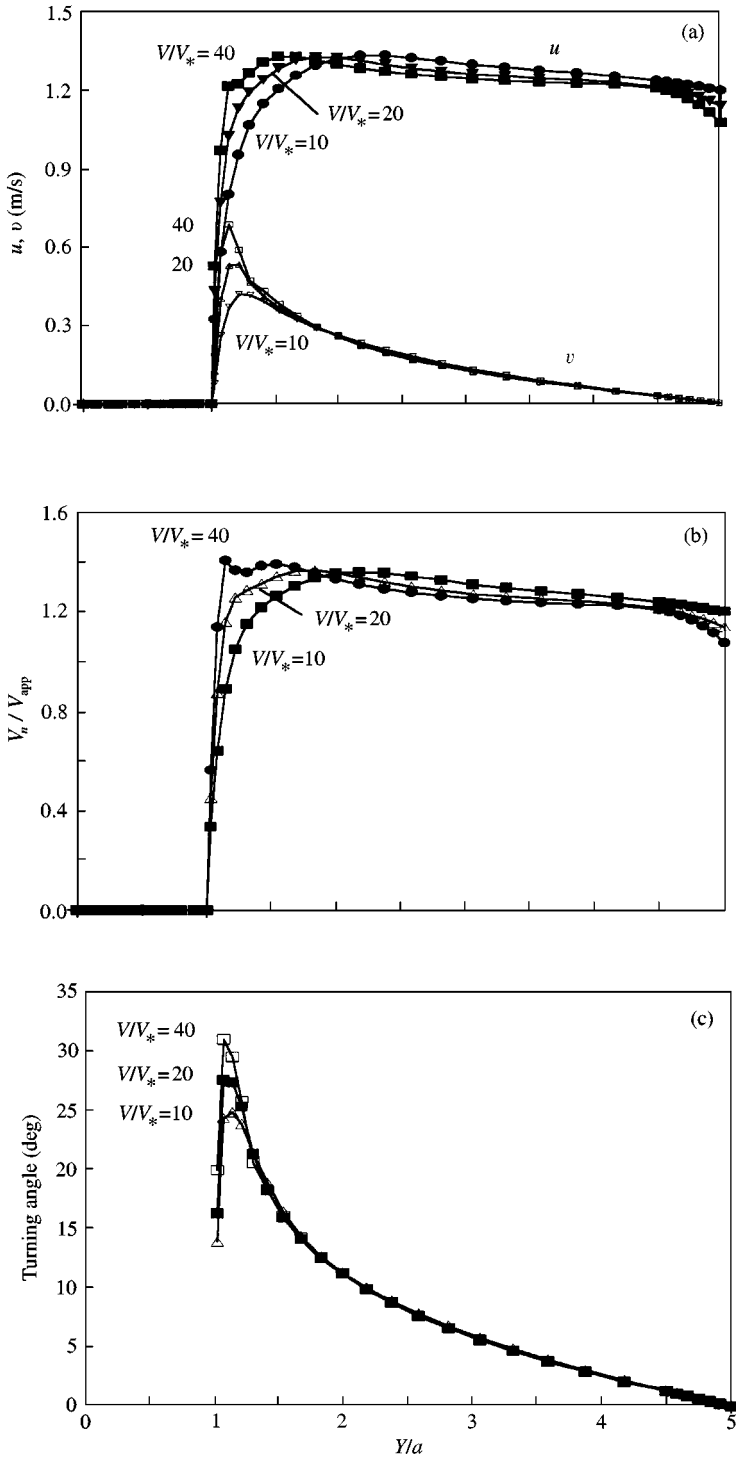 1.5
(a)
V/V* = 40
u
1.2
V/V* = 20
V/V* =10
0.9
u, v (m/s)
40
0.6
20
0.3
V/V* =10
v
0.0
1.6
V/V* = 40
(b)
1.2
V/V* = 20
V/V* =10
Vn / Vapp
0.8
0.4
0.0
35
(c)
V/V* = 40
30
V/V* = 20
25
V/V* =10
20
Turning angle (deg)
15
10
5
0
0 1 2 3 4 5
Y/a